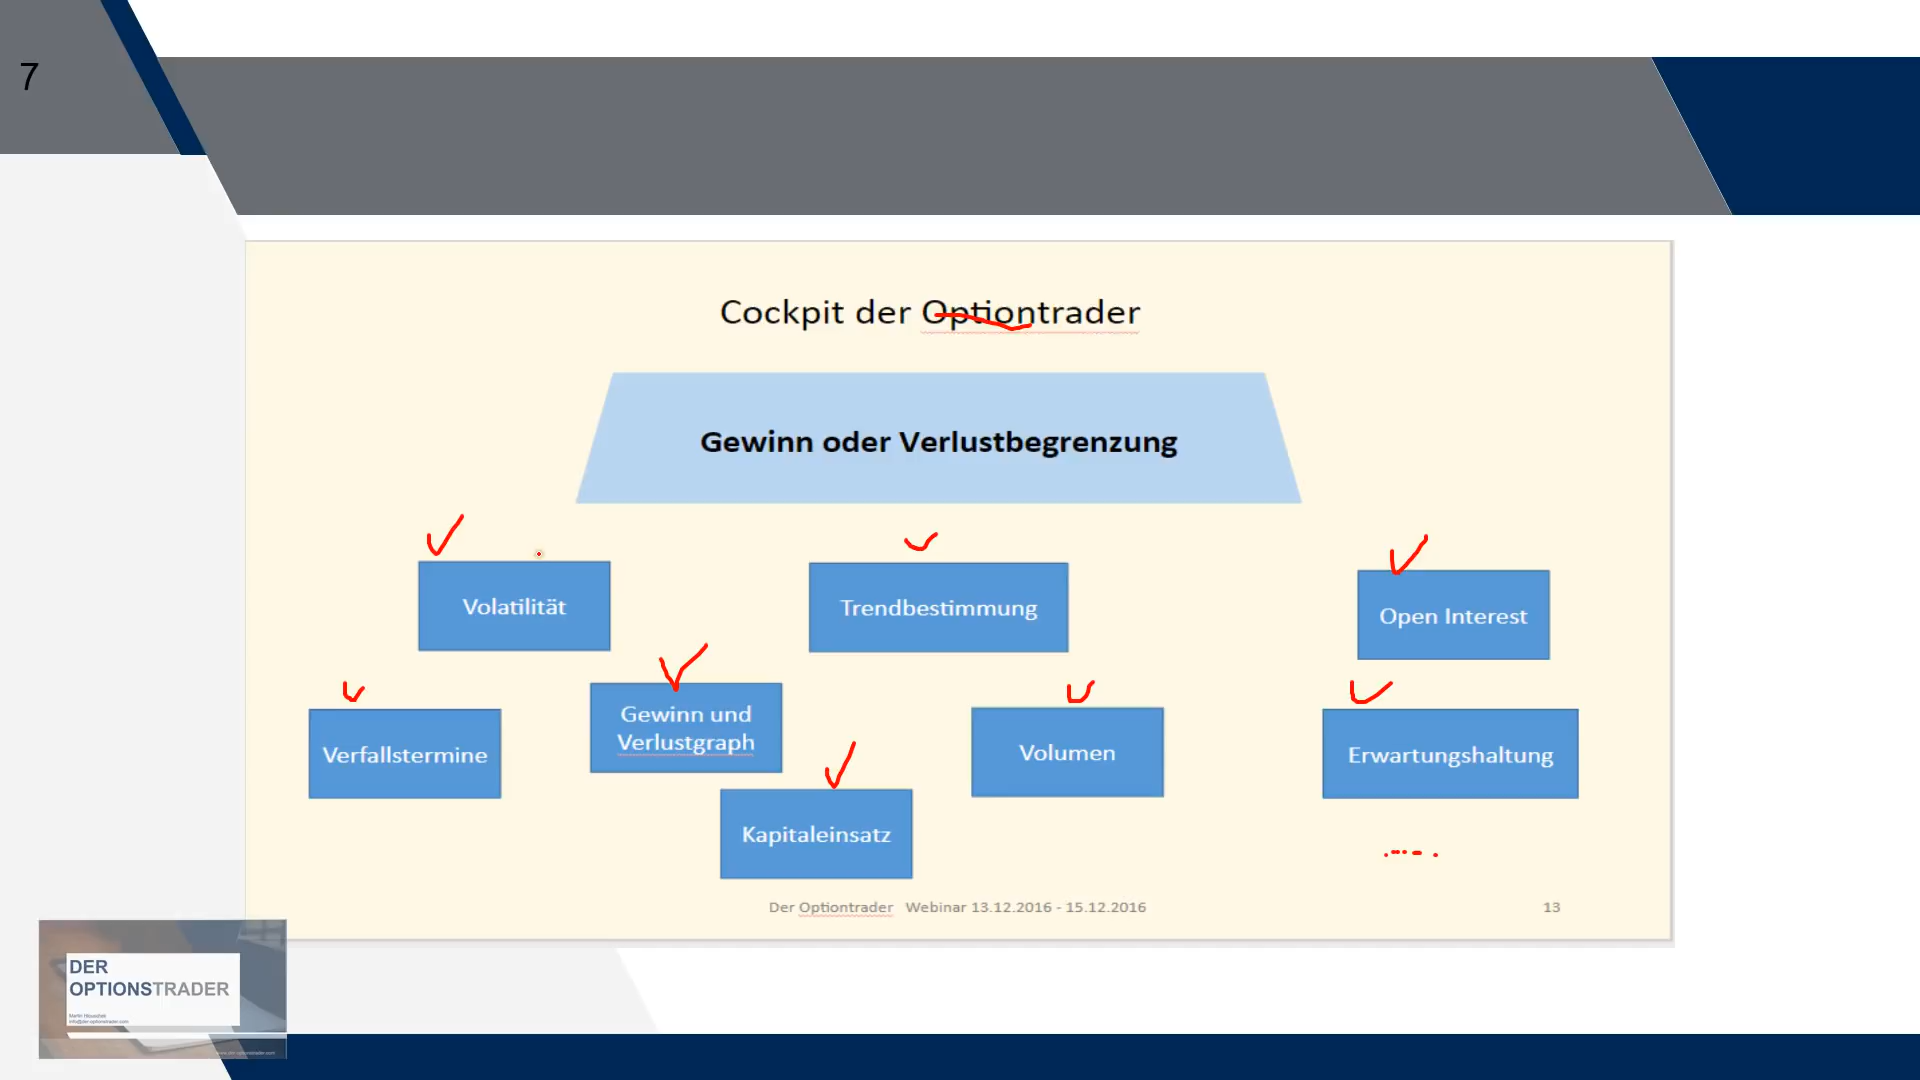 7
Cockpit der Optiontrader
Gewinn oder Verlustbegrenzung
Volatilität
Trendbestimmung
Open Interest
Verfallstermine
Gewinn und
Verlustgraph
Volumen
Erwartungshaltung
Kapitaleinsatz
Der Optiontrader Webinar 13.12.2016 - 15.12.2016
13
DER
OPTIONSTRADER